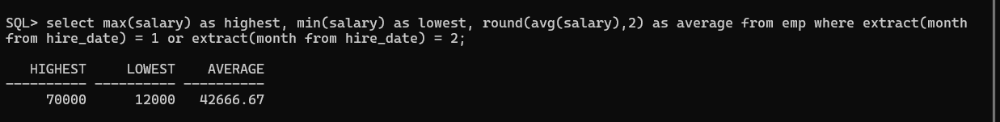 SQL> select max(salary) as highest, min(salary) as lowest, round(avg(salary),2) as average from emp where extract(month
from hire_date) = 1 or extract(month from hire_date) = 2;
   HIGHEST     LOWEST    AVERAGE
---------- ---------- ----------
     70000      12000   42666.67